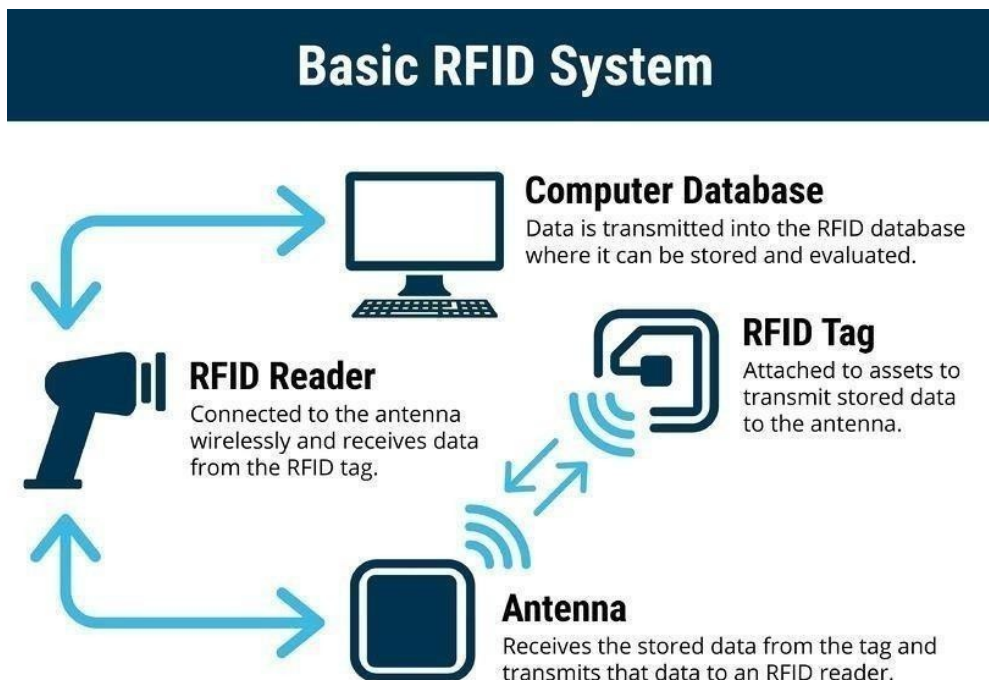 Basic RFID System
Computer Database
Data is transmitted into the RFID database
where it can be stored and evaluated.
RFID Tag
Attached to assets to
transmit stored data
to the antenna.
RFID Reader
Connected to the antenna
wirelessly and receives data
from the RFID tag.
Antenna
Receives the stored data from the tag and
transmits that data to an RFID reader.